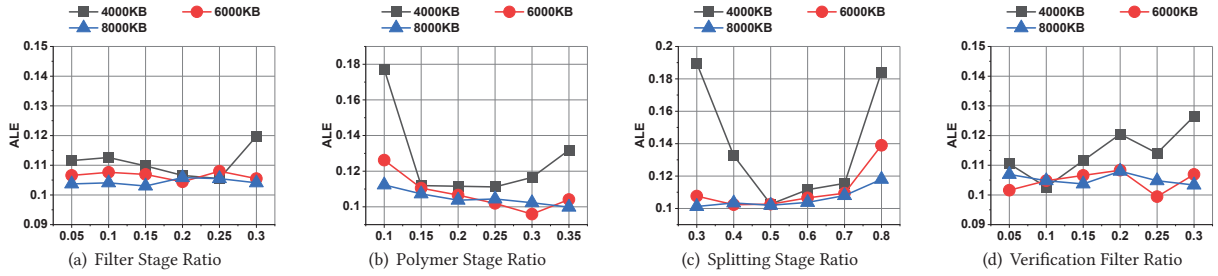 4000KB 6000KB
8000KB
0.15
0.14
0.13
0.12
0.11
0.1
0.09
ALE
0.05 0.1 0.15 0.2 0.25 0.3
(a) Filter Stage Ratio
4000KB 6000KB
8000KB
0.18
0.16
0.14
0.12
0.1
ALE
0.1 0.15 0.2 0.25 0.3 0.35
(b) Polymer Stage Ratio
4000KB 6000KB
8000KB
0.2
0.18
0.16
0.14
0.12
0.1
ALE
0.3 0.4 0.5 0.6 0.7 0.8
(c) Splitting Stage Ratio
4000KB 6000KB
8000KB
0.15
0.14
0.13
0.12
0.11
0.1
0.09
ALE
0.05 0.1 0.15 0.2 0.25 0.3
(d) Verification Filter Ratio